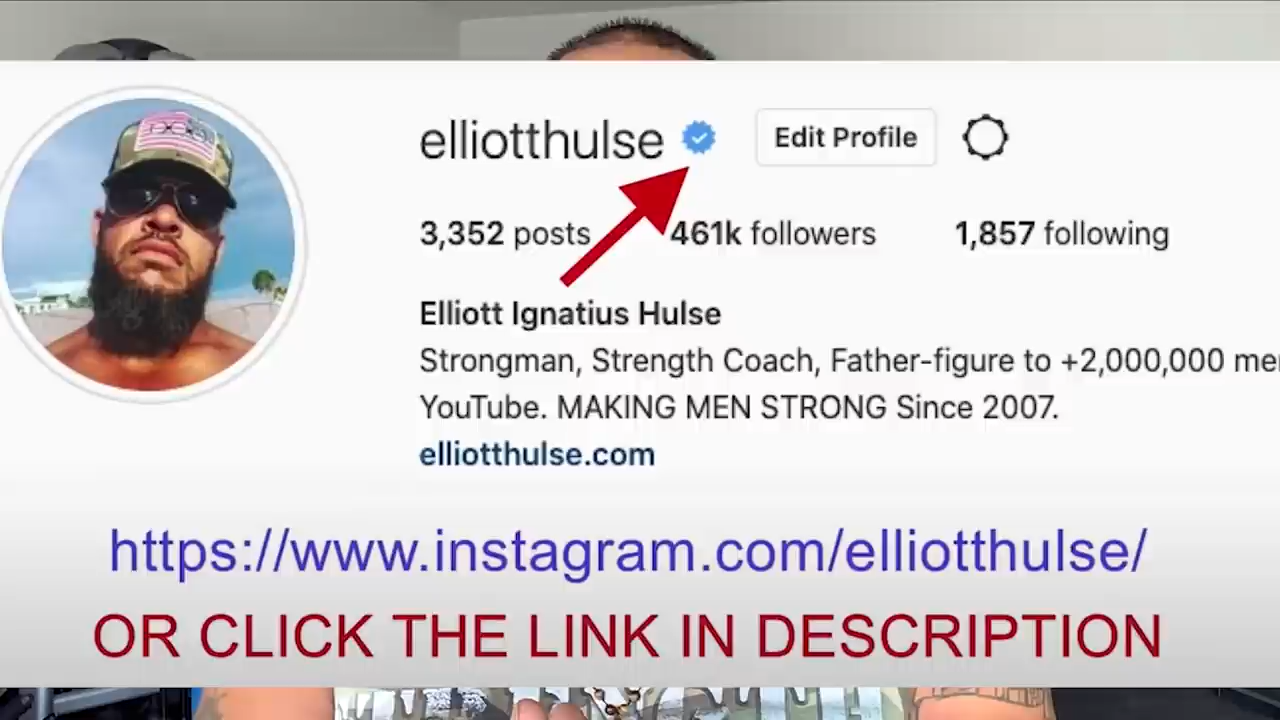 elliotthulse Edit Profile
3,352 posts 461k followers 1,857 following
Elliott Ignatius Hulse
Strongman, Strength Coach, Father-figure to +2,000,000
YouTube. MAKING MEN STRONG Since 2007.
elliotthulse.com
https://www.instagram.com/elliotthulse/
OR CLICK THE LINK IN DESCRIPTION